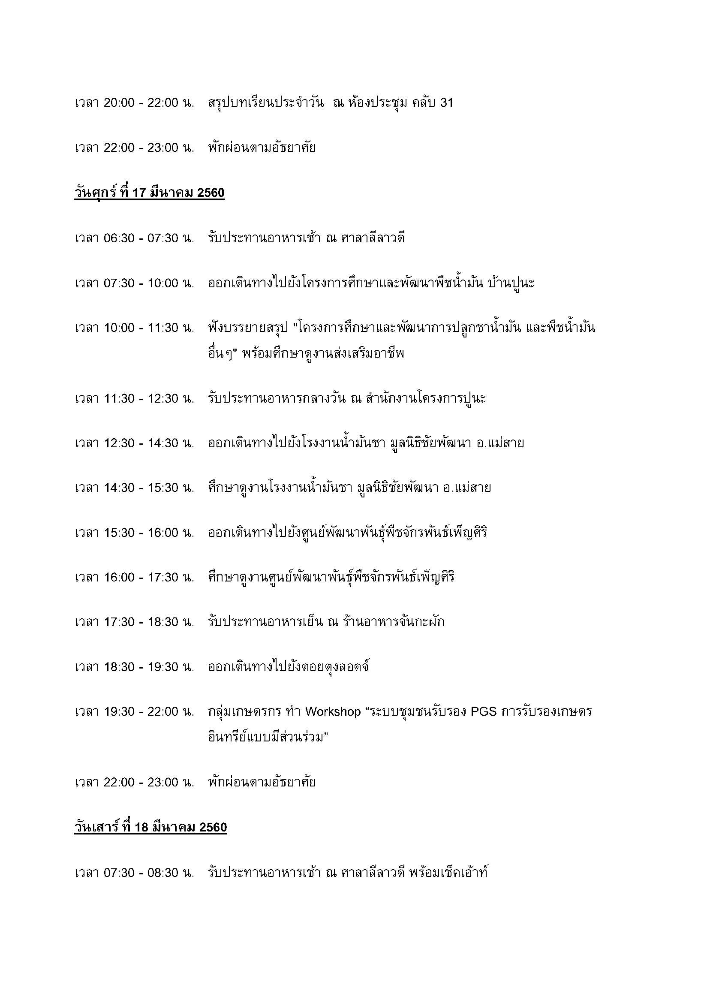 เวลา 20:00 - 22:00 น. สรุปบทเรียนประจำวัน ณ ห้องประชุม คลับ 31
เวลา 22:00 - 23:00 น. พักผ่อนตามอัธยาศัย
วันศุกร์ ที่ 17 มีนาคม 2560
เวลา 06:30 - 07:30 น. รับประทานอาหารเช้า ณ ศาลาลีลาวดี
เวลา 07:30 - 10:00 น. ออกเดินทางไปยังโครงการศึกษาและพัฒนาพืชน้ำมัน บ้านปูนะ
เวลา 10:00 - 11:30 น. ฟังบรรยายสรุป "โครงการศึกษาและพัฒนาการปลูกชาน้ำมัน และพืชน้ำมัน
อื่นๆ" พร้อมศึกษาดูงานส่งเสริมอาชีพ
เวลา 11:30 - 12:30 น. รับประทานอาหารกลางวัน ณ สำนักงานโครงการปูนะ
เวลา 12:30 - 14:30 น. ออกเดินทางไปยังโรงงานน้ำมันชา มูลนิธิชัยพัฒนา อ.แม่สาย
เวลา 14:30 - 15:30 น. ศึกษาดูงานโรงงานน้ำมันชา มูลนิธิชัยพัฒนา อ.แม่สาย
เวลา 15:30 - 16:00 น. ออกเดินทางไปยังศูนย์พัฒนาพันธุ์พืชจักรพันธ์เพ็ญศิริ
เวลา 16:00 - 17:30 น. ศึกษาดูงานศูนย์พัฒนาพันธุ์พืชจักรพันธ์เพ็ญศิริ
เวลา 17:30 - 18:30 น. รับประทานอาหารเย็น ณ ร้านอาหารจันกะผัก
เวลา 18:30 - 19:30 น. ออกเดินทางไปยังดอยตุงลอดจ์
เวลา 19:30 - 22:00 น. กลุ่มเกษตรกร ทำ Workshop “ระบบชุมชนรับรอง PGS การรับรองเกษตร
อินทรีย์แบบมีส่วนร่วม”
เวลา 22:00 - 23:00 น. พักผ่อนตามอัธยาศัย
วันเสาร์ ที่ 18 มีนาคม 2560
เวลา 07:30 - 08:30 น. รับประทานอาหารเช้า ณ ศาลาลีลาวดี พร้อมเช็คเอ้าท์